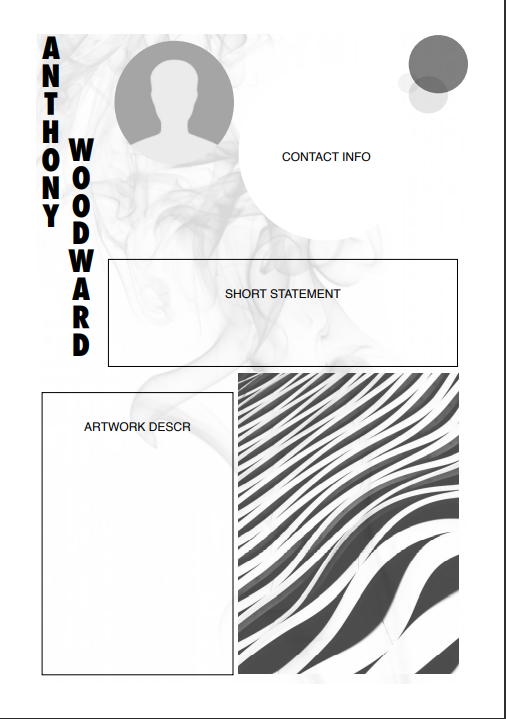 ANTHONY
WOODWARD
CONTACT INFO
SHORT STATEMENT
ARTWORK DESCR